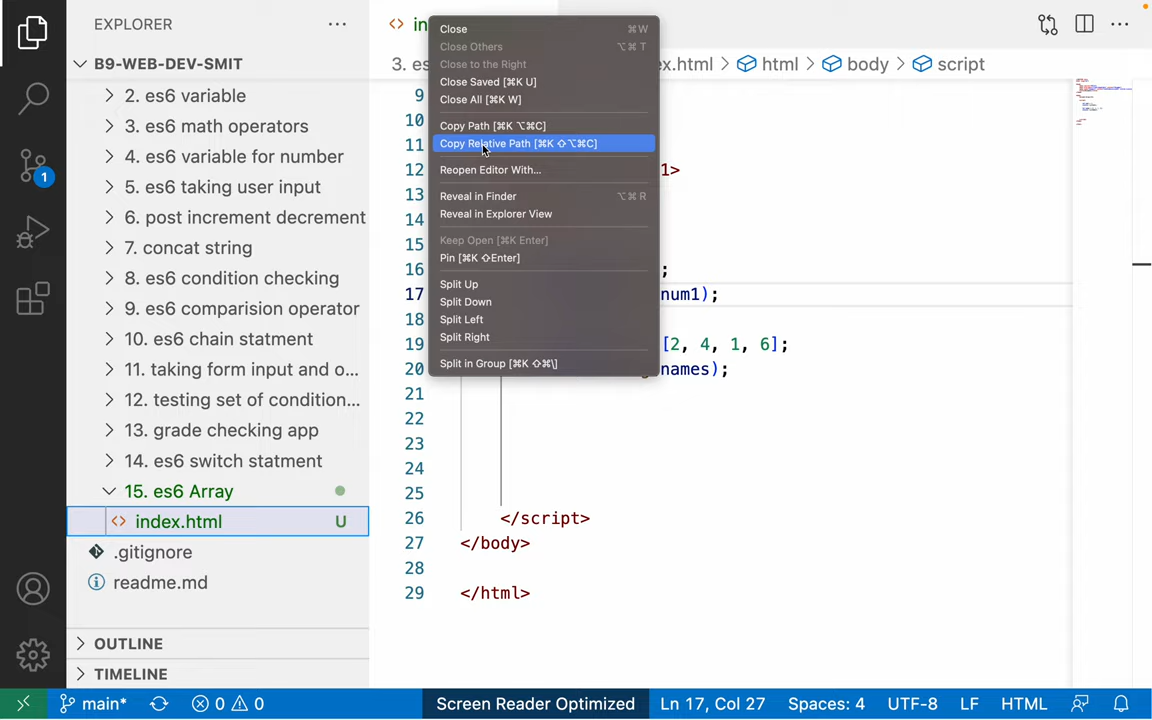 EXPLORER
B9-WEB-DEV-SMIT
2. es6 variable
3. es6 math operators
4. es6 variable for number
5. es6 taking user input
6. post increment decrement
7. concat string
8. es6 condition checking
9. es6 comparision operator
10. es6 chain statment
11. taking form input and o...
12. testing set of condition...
13. grade checking app
14. es6 switch statment
15. es6 Array
index.html U
.gitignore
readme.md
OUTLINE
TIMELINE
1
in
3. es
ex.html > html > body > script
Close ⌘W
Close Others ⌥⌘T
Close to the Right
Close Saved [⌘K U]
Close All [⌘K W]
Copy Path [⌘K ⌥⌘C]
Copy Relative Path [⌘K ⇧⌥⌘C]
Reopen Editor With...
Reveal in Finder ⌥⌘R
Reveal in Explorer View
Keep Open [⌘K Enter]
Pin [⌘K ⇧Enter]
Split Up
Split Down
Split Left
Split Right
Split in Group [⌘K ⇧⌘\]
9
10
11
12 1>
13
14
15
16 ;
17 num1);
18
19 [2, 4, 1, 6];
20 names);
21
22
23
24
25
26 </script>
27 </body>
28
29 </html>
main* 0 0 Screen Reader Optimized Ln 17, Col 27 Spaces: 4 UTF-8 LF HTML